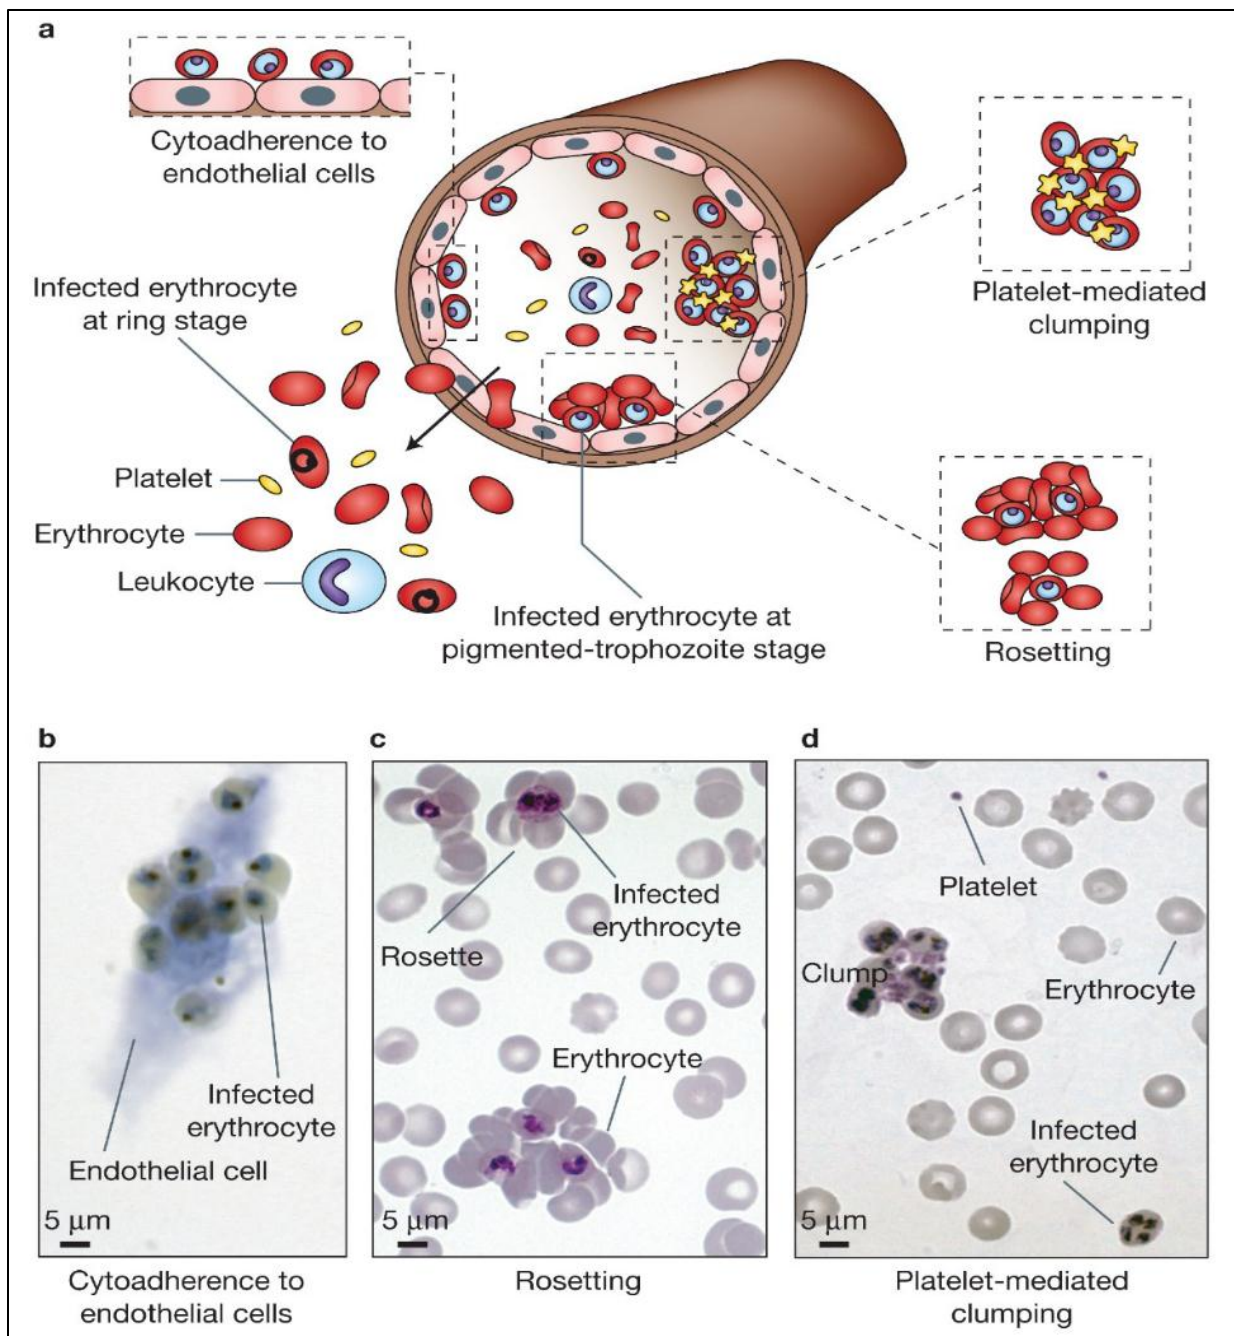 a
Cytoadherence to
endothelial cells
Infected erythrocyte
at ring stage
Platelet
Erythrocyte
Leukocyte
Infected erythrocyte at
pigmented-trophozoite stage
Platelet-mediated
clumping
Rosetting
b
Infected
erythrocyte
Endothelial cell
5 μm
Cytoadherence to
endothelial cells
c
Infected
erythrocyte
Rosette
Erythrocyte
5 μm
Rosetting
d
Platelet
Clump
Erythrocyte
Infected
erythrocyte
5 μm
Platelet-mediated
clumping